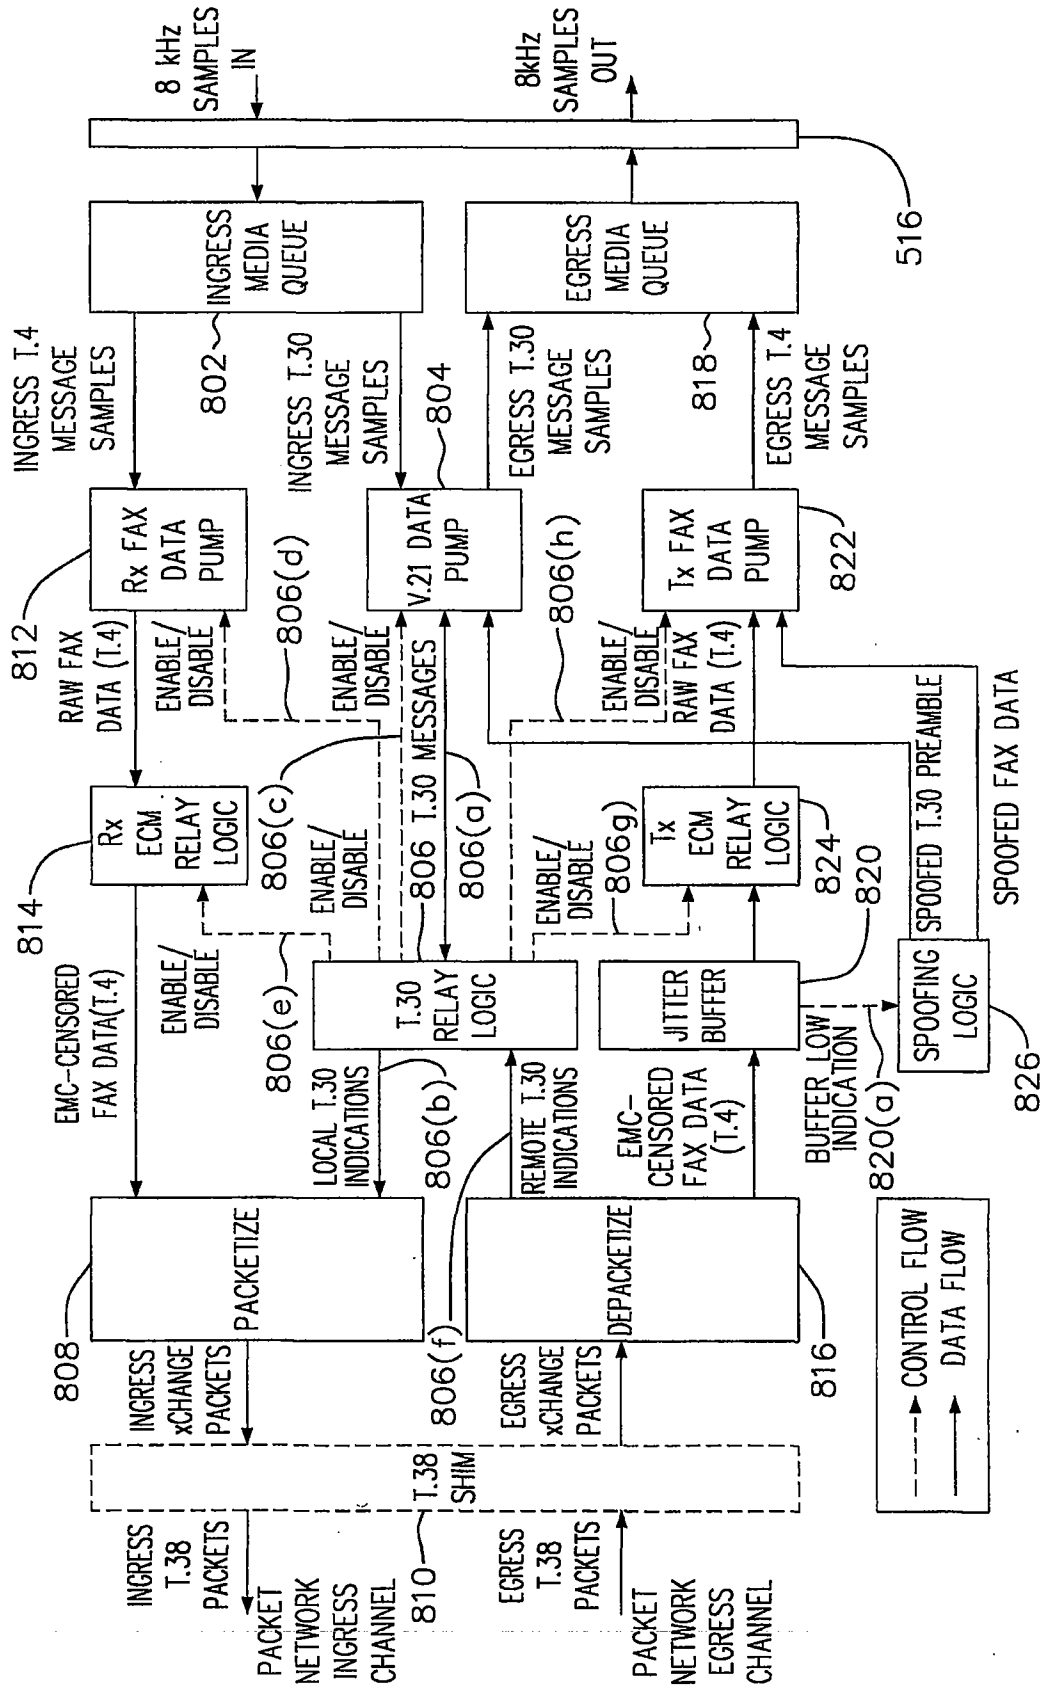 8 kHz
SAMPLES
IN
8kHz
SAMPLES
OUT
516
INGRESS
MEDIA
QUEUE
802
EGRESS
MEDIA
QUEUE
818
INGRESS T.4
MESSAGE
SAMPLES
INGRESS T.30
MESSAGE
SAMPLES
EGRESS T.30
MESSAGE
SAMPLES
EGRESS T.4
MESSAGE
SAMPLES
812
Rx FAX
DATA
PUMP
804
V.21 DATA
PUMP
Tx FAX
DATA
PUMP
822
RAW FAX
DATA (T.4)
ENABLE/
DISABLE
806(d)
ENABLE/
DISABLE
806(c)
806 T.30 MESSAGES
806(a)
806(h)
ENABLE/
DISABLE
RAW FAX
DATA (T.4)
814
Rx
ECM
RELAY
LOGIC
ENABLE/
DISABLE
ENABLE/
DISABLE
806g)
Tx
ECM
RELAY
LOGIC
824
820
SPOOFED T.30 PREAMBLE
SPOOFED FAX DATA
EMC-CENSORED
FAX DATA(T.4)
ENABLE/
DISABLE
806(e)
T.30
RELAY
LOGIC
JITTER
BUFFER
SPOOFING
LOGIC
826
LOCAL T.30
INDICATIONS
806(b)
REMOTE T.30
INDICATIONS
EMC-
CENSORED
FAX DATA
(T.4)
BUFFER LOW
INDICATION
820(a)
808
PACKETIZE
806(f)
DEPACKETIZE
816
INGRESS
xCHANGE
PACKETS
EGRESS
xCHANGE
PACKETS
T.38
SHIM
810
INGRESS
T.38
PACKETS
EGRESS
T.38
PACKETS
PACKET
NETWORK
INGRESS
CHANNEL
PACKET
NETWORK
EGRESS
CHANNEL
CONTROL FLOW
DATA FLOW